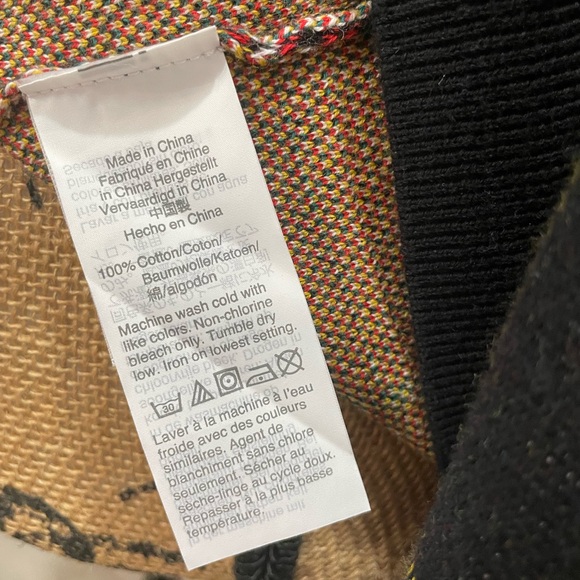 Made in China
Fabriqué en Chine
in China Hergestellt
Vervaardigd in China
中国製
Hecho en China
100% Cotton/Coton/
Baumwolle/Katoen/
綿/algodón
Machine wash cold with
like colors. Non-chlorine
bleach only. Tumble dry
low. Iron on lowest setting.
30
Laver à la machine à l'eau
froide avec des couleurs
similaires. Agent de
blanchiment sans chlore
seulement. Sécher au
sèche-linge au cycle doux.
Repasser à la plus basse
température.